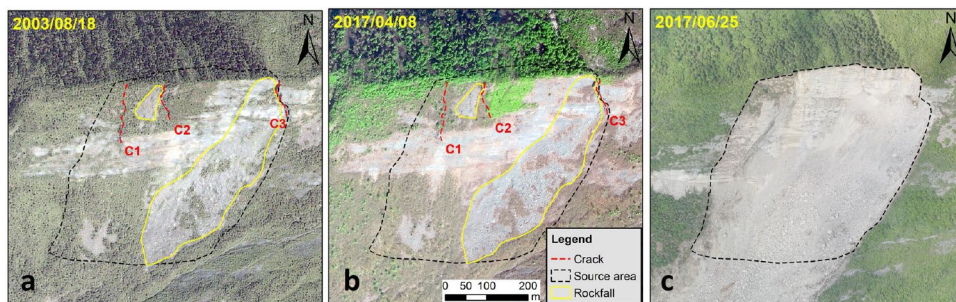 2003/08/18
N
C1
C2
C3
a
2017/04/08
N
C1
C2
C3
b
Legend
Crack
Source area
Rockfall
100 50 0 100 200
m
2017/06/25
N
c